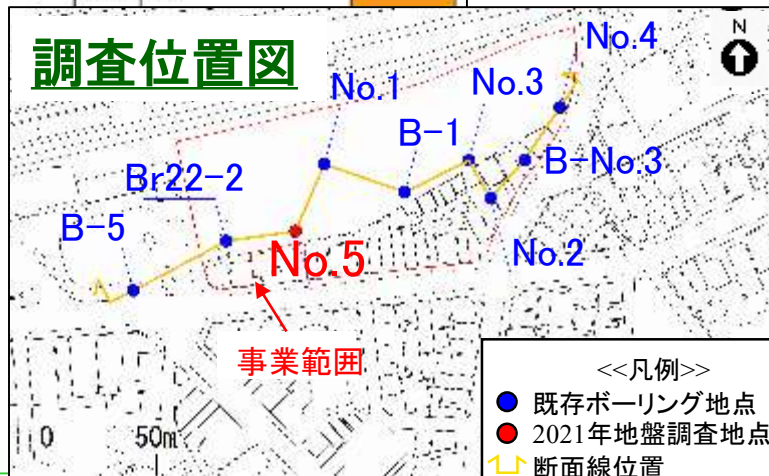 調査位置図
N
No.4
No.1
No.3
B-1
B-No.3
Br22-2
B-5
No.5
No.2
事業範囲
<<凡例>>
既存ボーリング地点
2021年地盤調査地点
断面線位置
0 50m